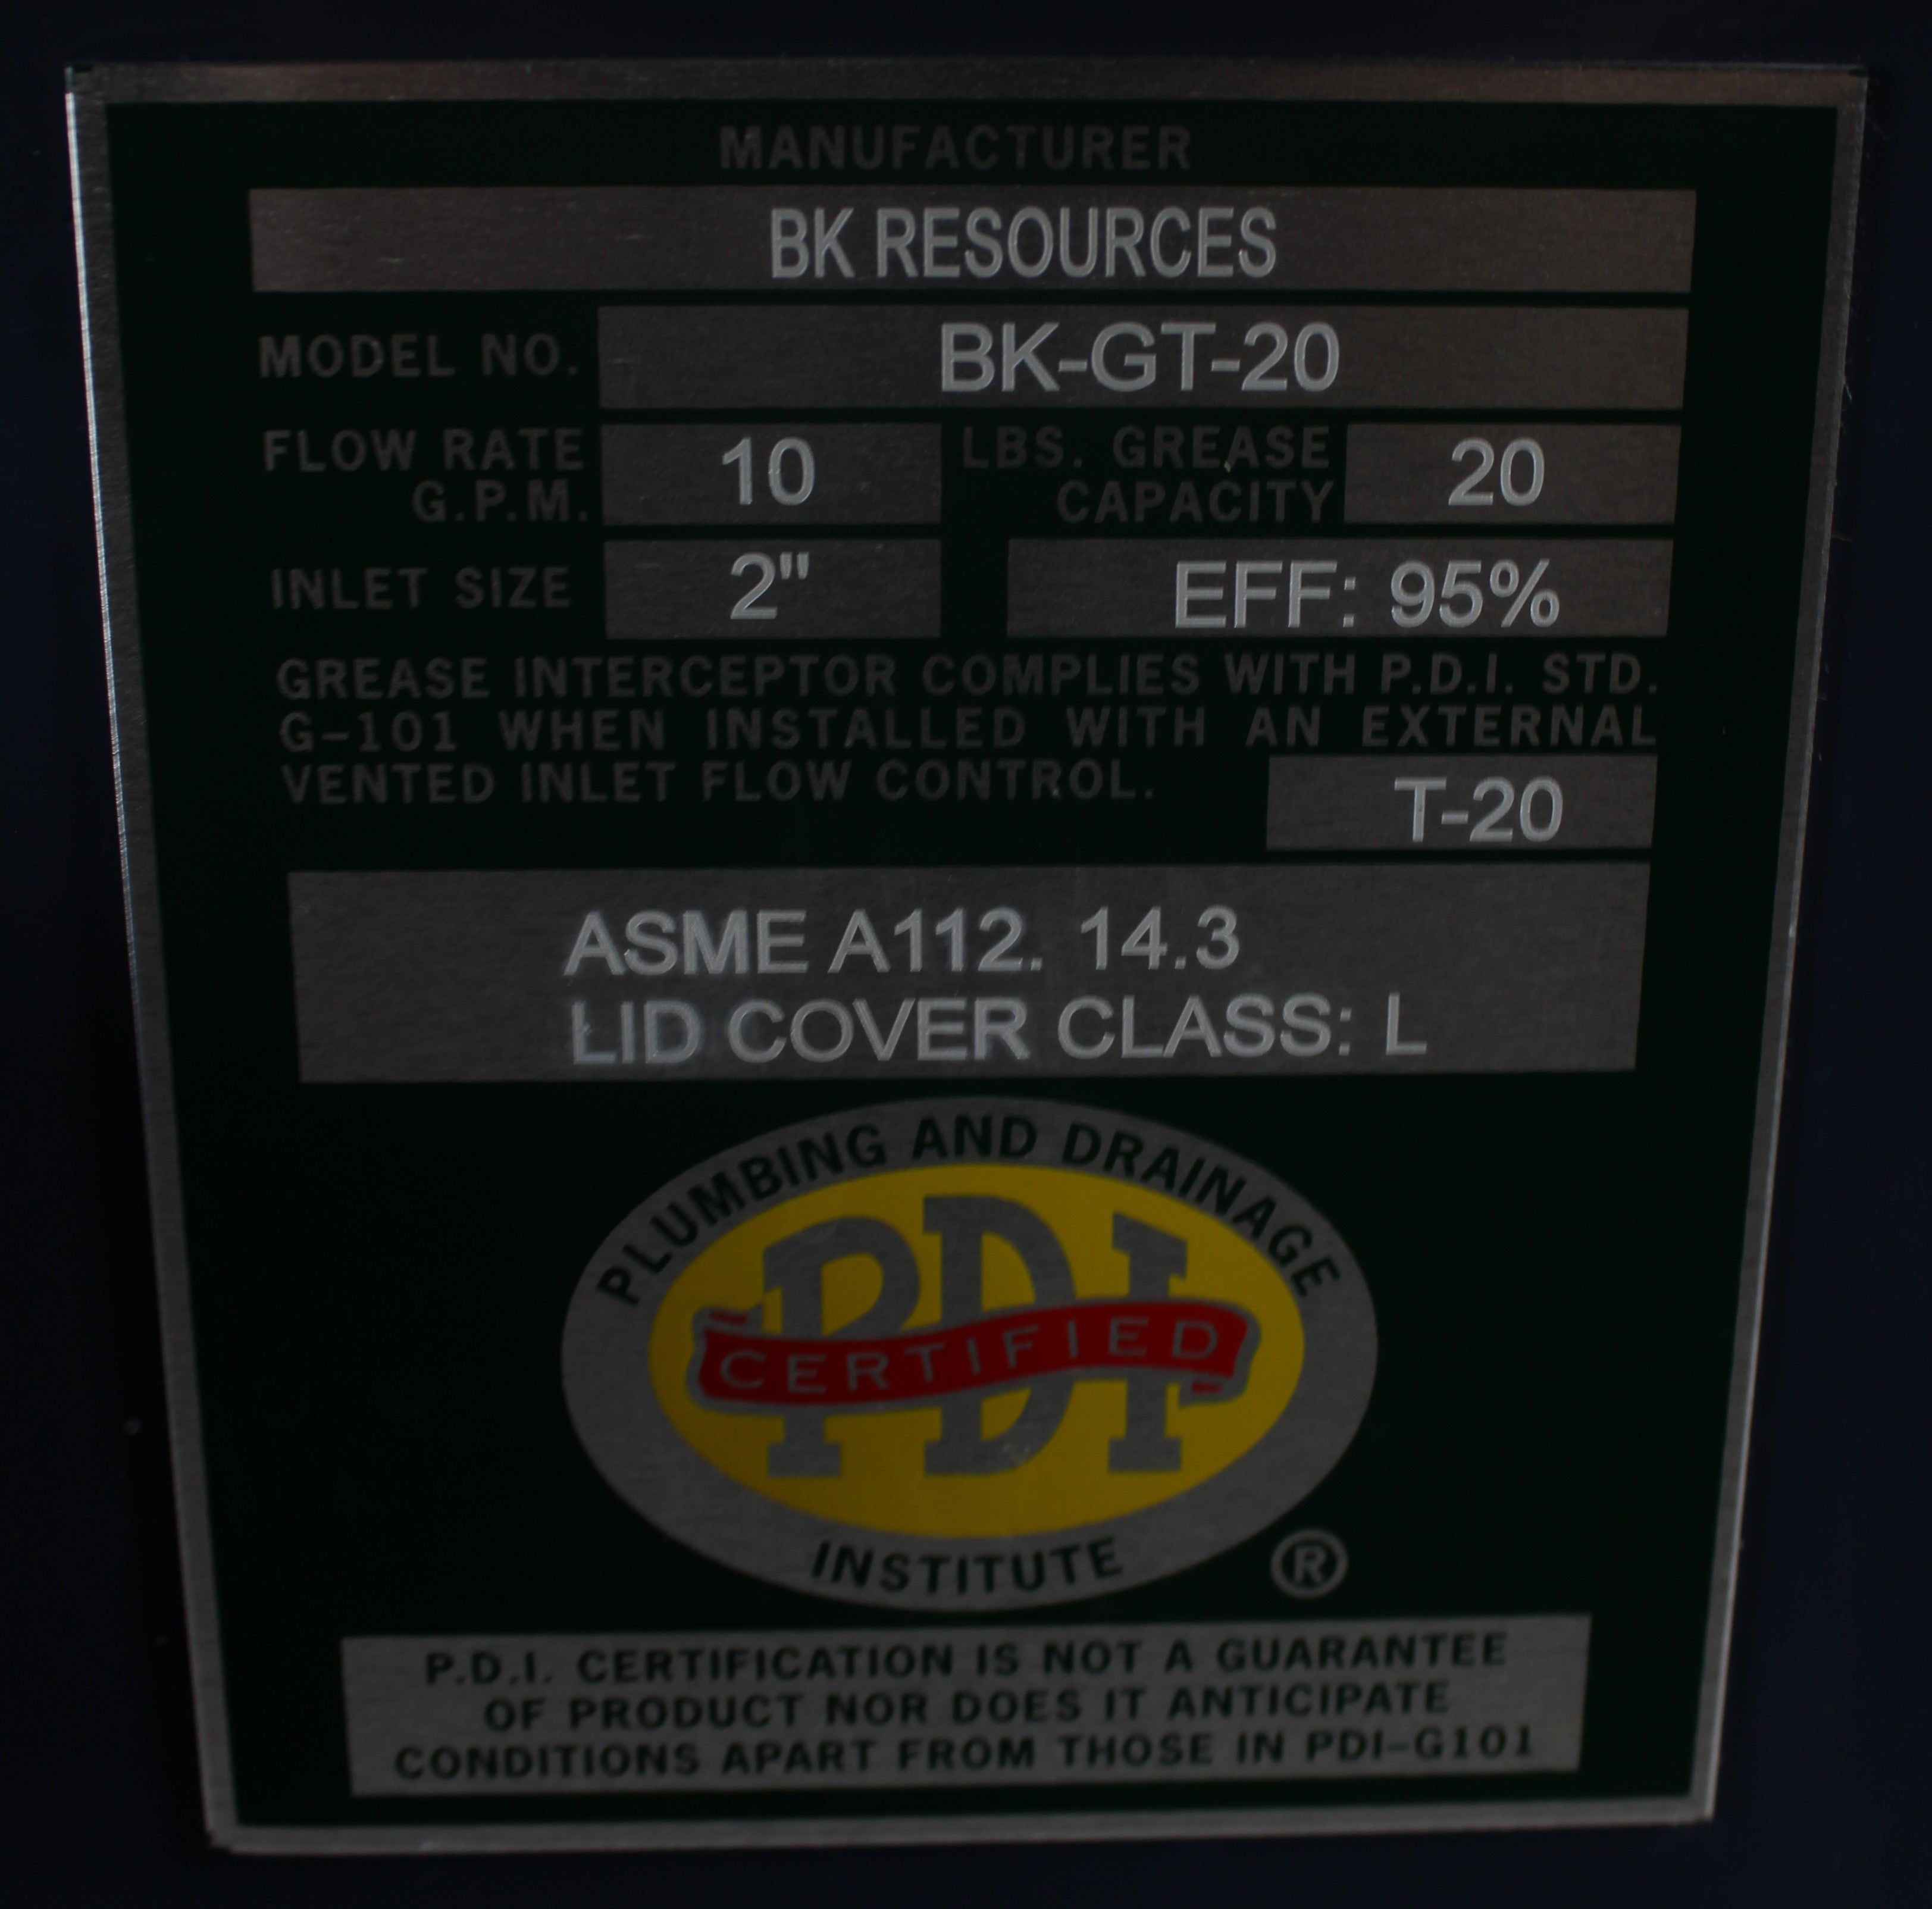 MANUFACTURER
BK RESOURCES
MODEL NO. BK-GT-20
FLOW RATE G.P.M. 10 LBS. GREASE CAPACITY 20
INLET SIZE 2" EFF: 95%
GREASE INTERCEPTOR COMPLIES WITH P.D.I. STD.
G-101 WHEN INSTALLED WITH AN EXTERNAL
VENTED INLET FLOW CONTROL.
T-20
ASME A112. 14.3
LID COVER CLASS: L
PLUMBING AND DRAINAGE
PDI
CERTIFIED
INSTITUTE
®
P.D.I. CERTIFICATION IS NOT A GUARANTEE
OF PRODUCT NOR DOES IT ANTICIPATE
CONDITIONS APART FROM THOSE IN PDI-G101